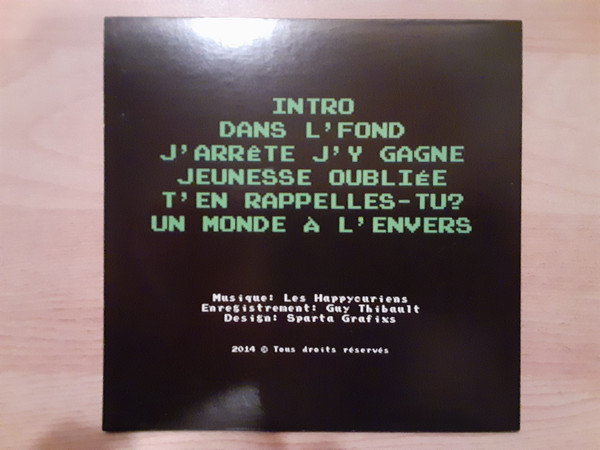 INTRO
DANS L'FOND
J'ARRÊTE J'Y GAGNE
JEUNESSE OUBLIÉE
T'EN RAPPELLES-TU?
UN MONDE À L'ENVERS
Musique: Les Happycuriens
Enregistrement: Guy Thibault
Design: Sparta Grafixs
2014 © Tous droits réservés